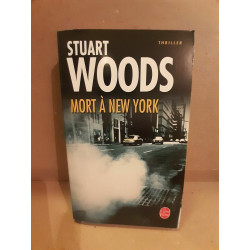 STUART
THRILLER
WOODS
MORT À NEW YORK